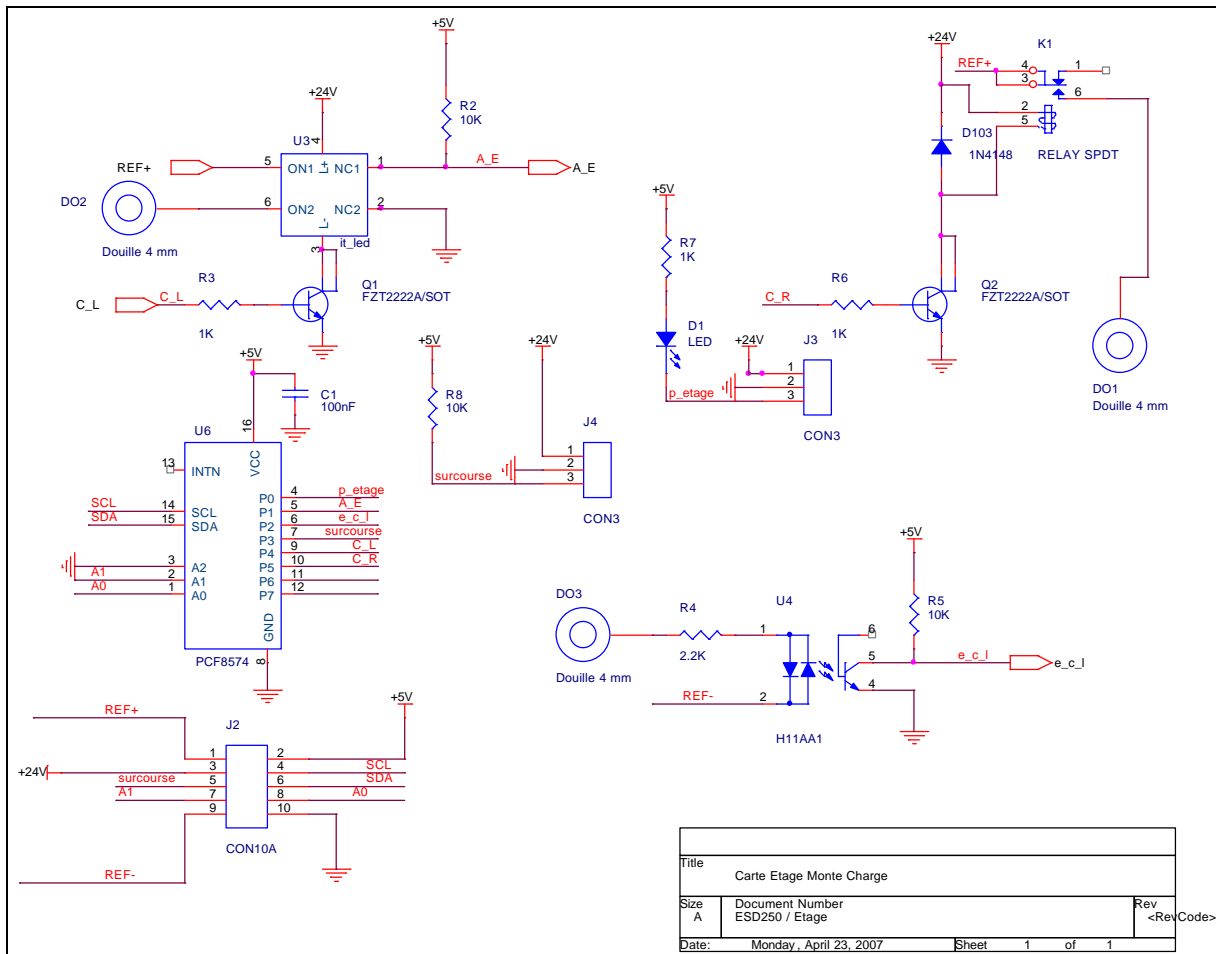 +5V
R2
10K
+24V
U3
4
L+
REF+
5
ON1
NC1
1
A_E
A_E
DO2
6
ON2
NC2
2
L-
3
it_led
Douille 4 mm
R3
C_L
C_L
1K
Q1
FZT2222A/SOT
+24V
K1
REF+
4
3
1
6
2
5
D103
1N4148
RELAY SPDT
+5V
R7
1K
D1
LED
R6
C_R
1K
Q2
FZT2222A/SOT
+24V
J3
1
2
3
p_etage
CON3
DO1
Douille 4 mm
+5V
C1
100nF
+5V
R8
10K
+24V
J4
1
2
3
surcourse
CON3
U6
16
VCC
13
INTN
SCL
14
SCL
SDA
15
SDA
3
A2
A1
2
A1
A0
1
A0
P0
4
p_etage
P1
5
A_E
P2
6
e_c_l
P3
7
surcourse
P4
9
C_L
P5
10
C_R
P6
11
P7
12
GND
8
PCF8574
+5V
R5
10K
DO3
R4
2.2K
Douille 4 mm
U4
1
2
6
5
4
REF-
e_c_l
e_c_l
H11AA1
REF+
+5V
J2
1
2
+24V
3
4
SCL
surcourse
5
6
SDA
A1
7
8
A0
9
10
CON10A
REF-
Title
Carte Etage Monte Charge
Size
A
Document Number
ESD250 / Etage
Rev
<RevCode>
Date:
Monday, April 23, 2007
Sheet
1 of 1